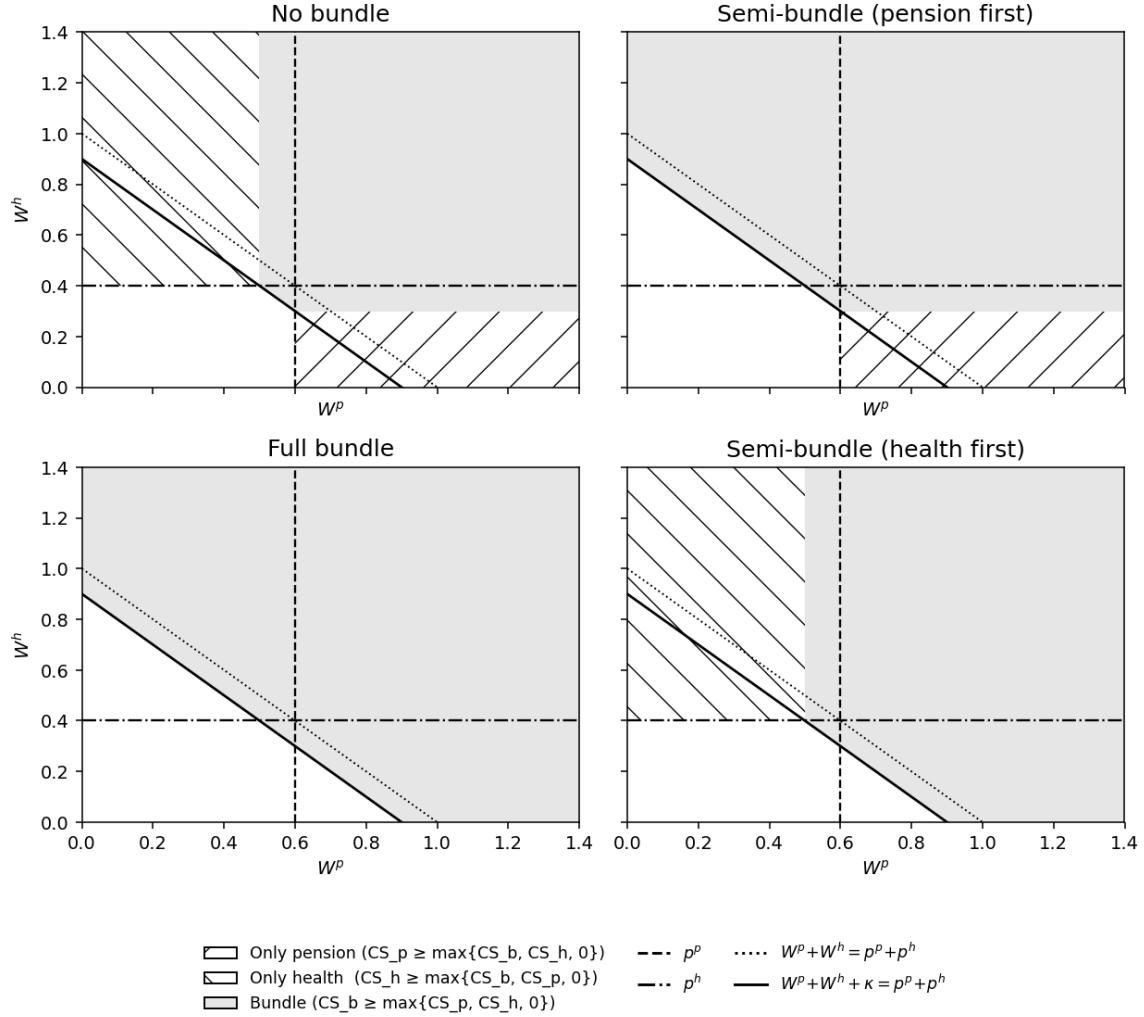 No bundle
Semi-bundle (pension first)
1.4
1.2
1.0
0.8
0.6
0.4
0.2
0.0
W^h
W^p
W^p
Full bundle
Semi-bundle (health first)
1.4
1.2
1.0
0.8
0.6
0.4
0.2
0.0
W^h
0.0 0.2 0.4 0.6 0.8 1.0 1.2 1.4
0.0 0.2 0.4 0.6 0.8 1.0 1.2 1.4
W^p
W^p
Only pension (CS_p ≥ max{CS_b, CS_h, 0})
Only health (CS_h ≥ max{CS_b, CS_p, 0})
Bundle (CS_b ≥ max{CS_p, CS_h, 0})
p^p
p^h
W^p + W^h = p^p + p^h
W^p + W^h + κ = p^p + p^h